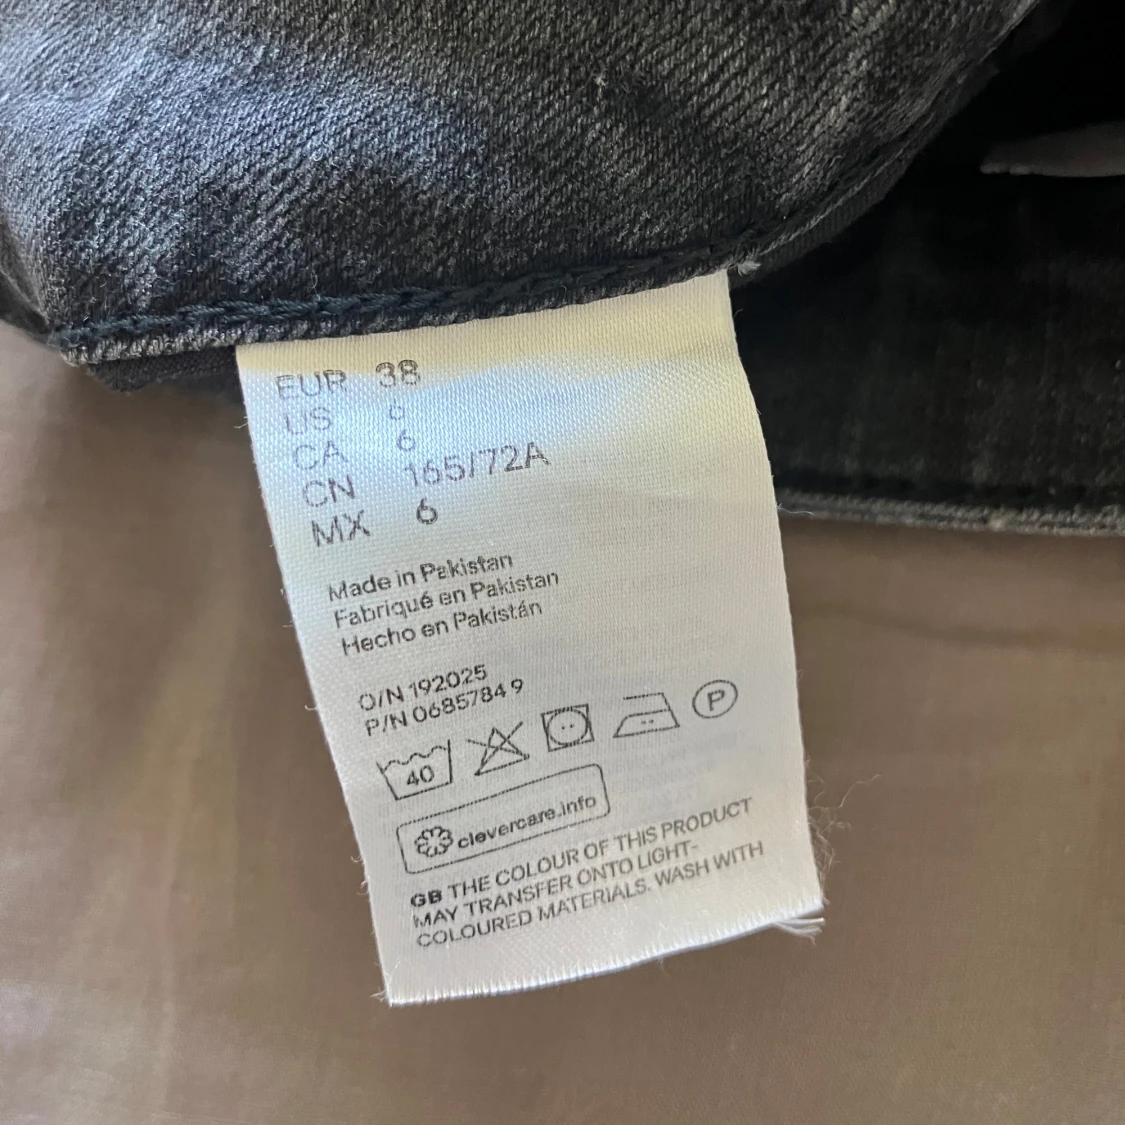 EUR 38
US 6
CA 6
CN 165/72A
MX 6
Made in Pakistan
Fabriqué en Pakistan
Hecho en Pakistán
O/N 192025
P/N 0685784 9
40
P
clevercare.info
GB THE COLOUR OF THIS PRODUCT
MAY TRANSFER ONTO LIGHT-
COLOURED MATERIALS. WASH WITH